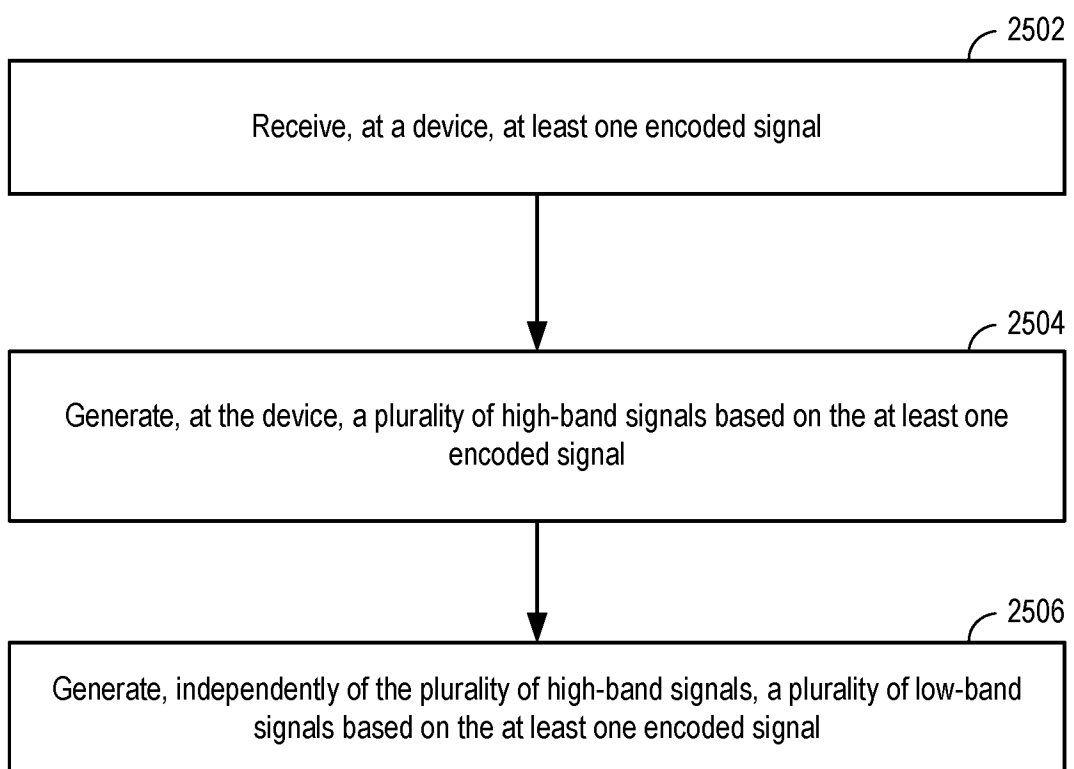 2502
Receive, at a device, at least one encoded signal
2504
Generate, at the device, a plurality of high-band signals based on the at least one
encoded signal
2506
Generate, independently of the plurality of high-band signals, a plurality of low-band
signals based on the at least one encoded signal